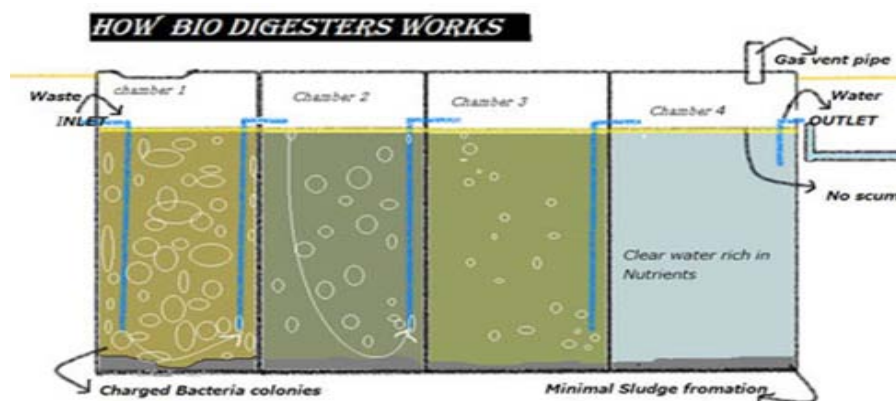 HOW BIO DIGESTERS WORKS
Gas vent pipe
Waste
chamber 1
Chamber 2
Chamber 3
Chamber 4
Water
INLET
OUTLET
No scum
Clear water rich in
Nutrients
Charged Bacteria colonies
Minimal Sludge fromation